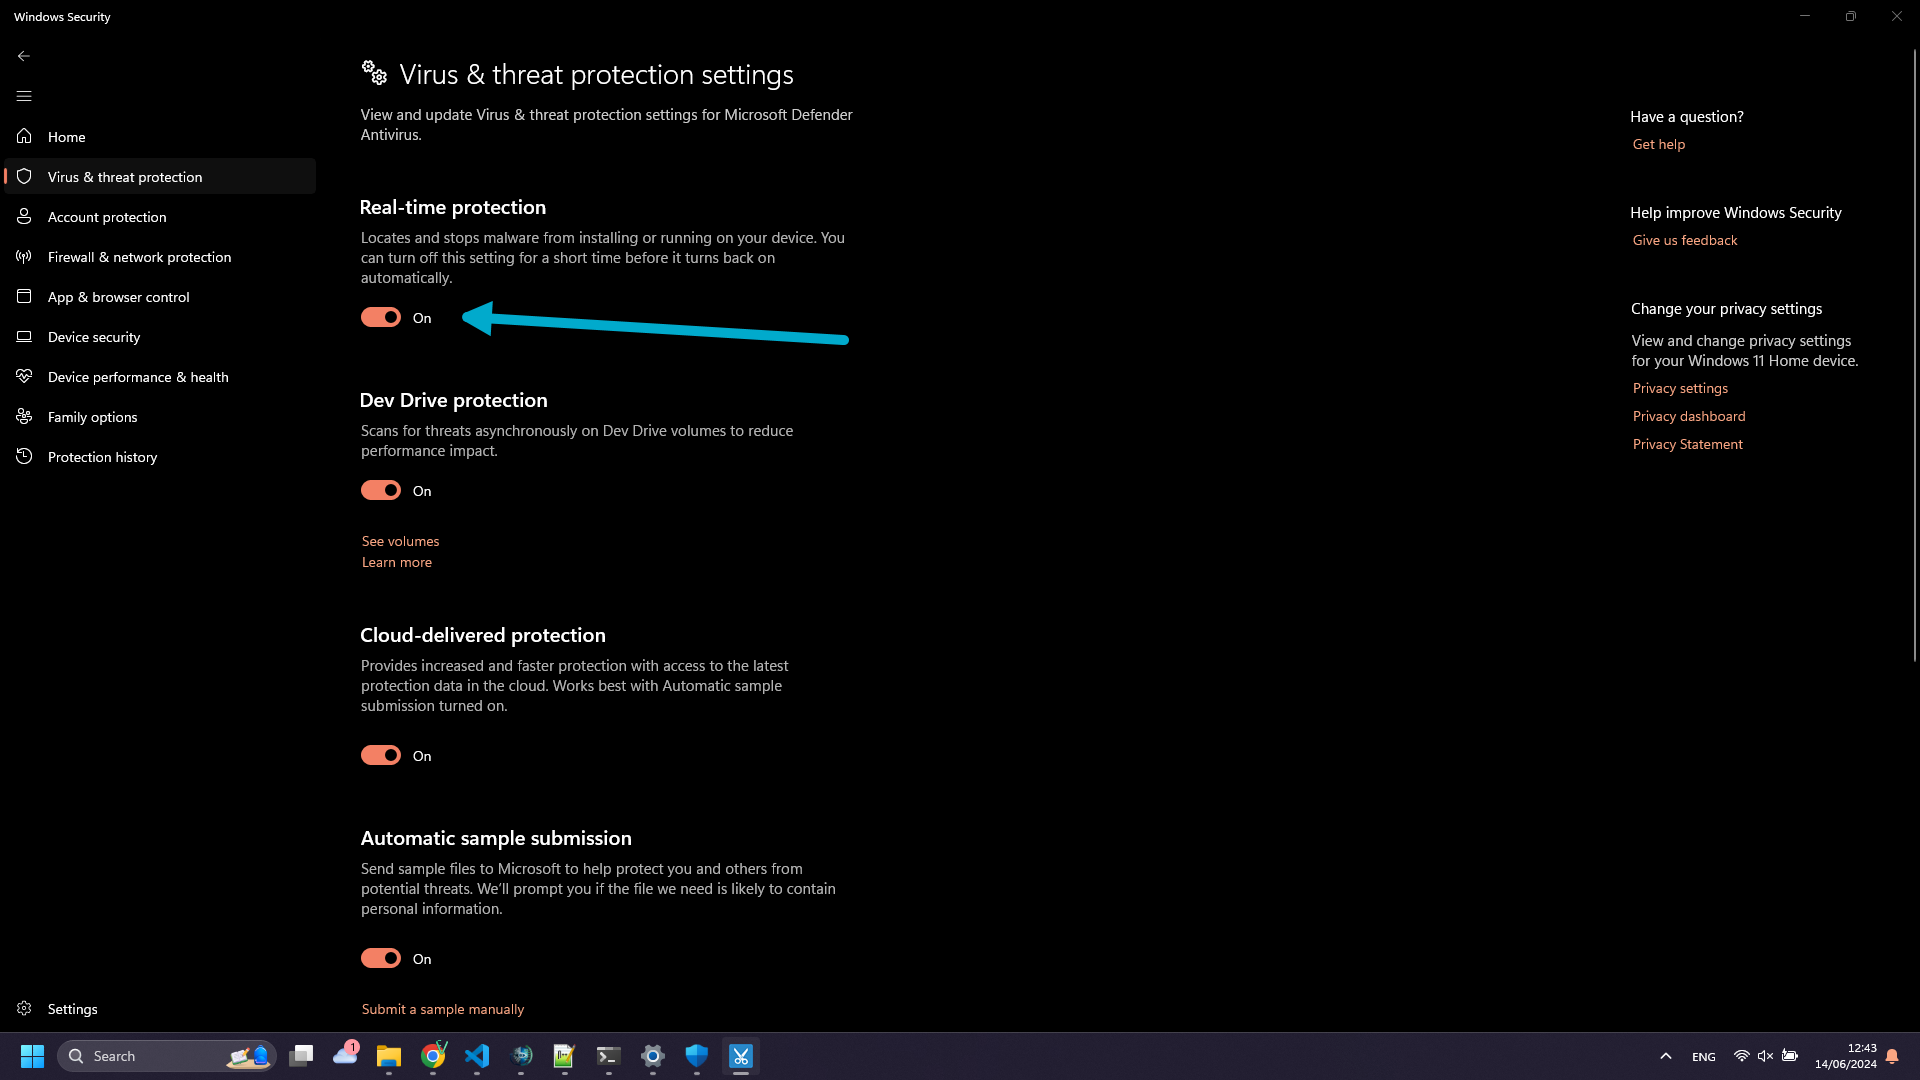 Windows Security
Home
Virus & threat protection
Account protection
Firewall & network protection
App & browser control
Device security
Device performance & health
Family options
Protection history
Settings
Virus & threat protection settings
View and update Virus & threat protection settings for Microsoft Defender
Antivirus.
Real-time protection
Locates and stops malware from installing or running on your device. You
can turn off this setting for a short time before it turns back on
automatically.
On
Dev Drive protection
Scans for threats asynchronously on Dev Drive volumes to reduce
performance impact.
On
See volumes
Learn more
Cloud-delivered protection
Provides increased and faster protection with access to the latest
protection data in the cloud. Works best with Automatic sample
submission turned on.
On
Automatic sample submission
Send sample files to Microsoft to help protect you and others from
potential threats. We'll prompt you if the file we need is likely to contain
personal information.
On
Submit a sample manually
Have a question?
Get help
Help improve Windows Security
Give us feedback
Change your privacy settings
View and change privacy settings
for your Windows 11 Home device.
Privacy settings
Privacy dashboard
Privacy Statement
Search
1
ENG
12:43
14/06/2024